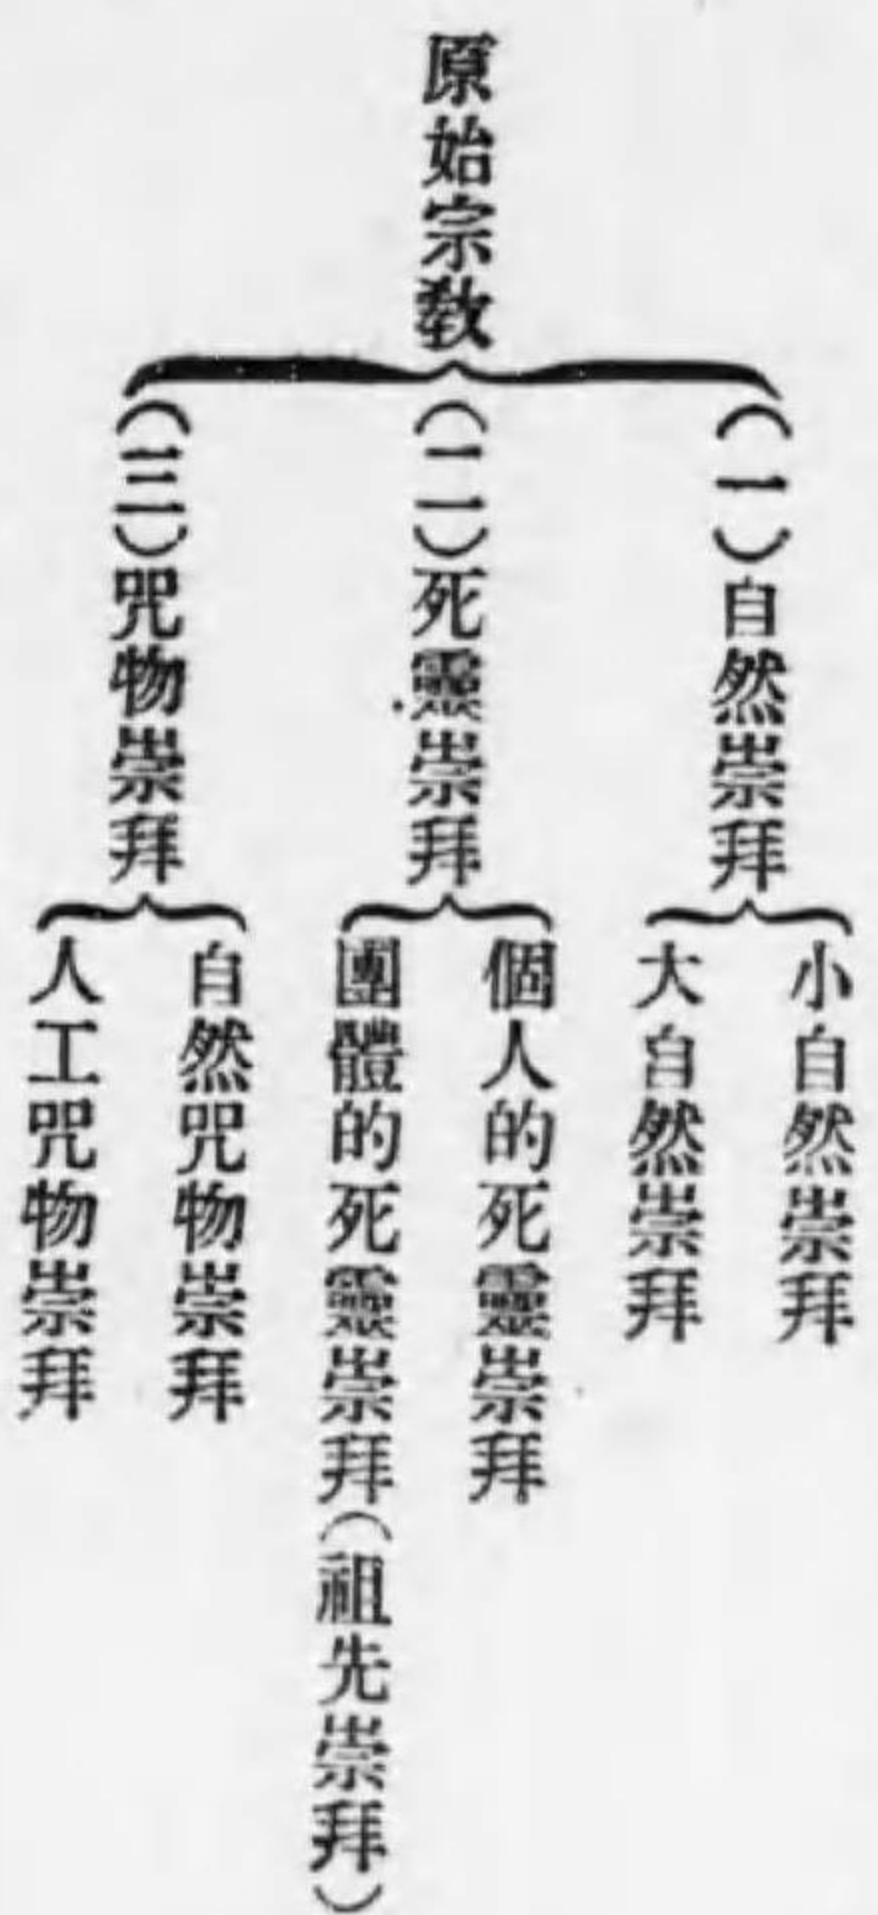 原始宗敎
(一)自然崇拜
小自然崇拜
大自然崇拜
(二)死靈崇拜
個人的死靈崇拜
團體的死靈崇拜(祖先崇拜)
(三)咒物崇拜
自然咒物崇拜
人工咒物崇拜